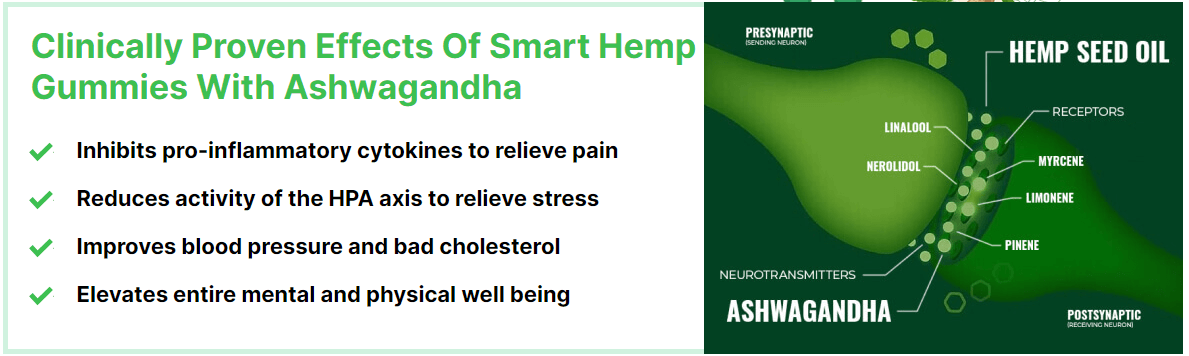 Clinically Proven Effects Of Smart Hemp
Gummies With Ashwagandha
Inhibits pro-inflammatory cytokines to relieve pain
Reduces activity of the HPA axis to relieve stress
Improves blood pressure and bad cholesterol
Elevates entire mental and physical well being
PRESYNAPTIC
(SENDING NEURON)
HEMP SEED OIL
RECEPTORS
LINALOOL
MYRCENE
NEROLIDOL
LIMONENE
PINENE
NEUROTRANSMITTERS
ASHWAGANDHA
POSTSYNAPTIC
(RECEIVING NEURON)